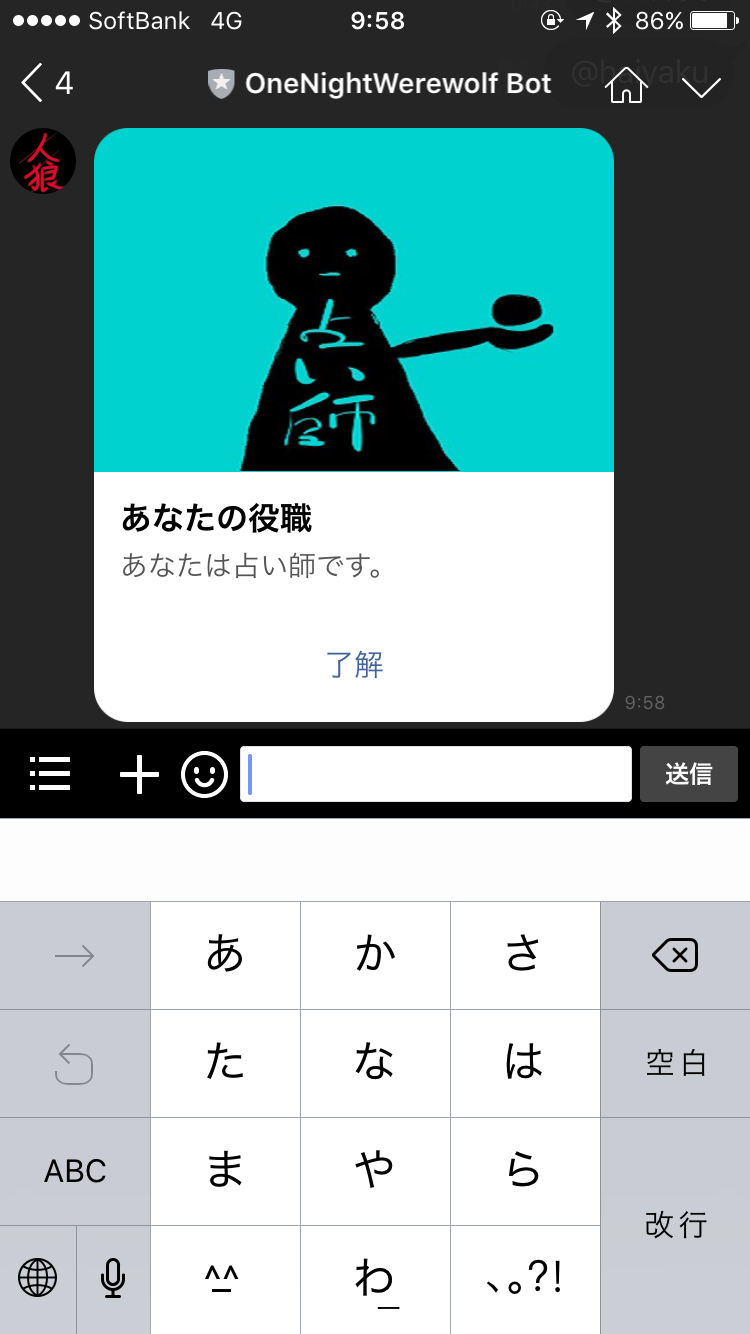 SoftBank 4G 9:58 86%
4 OneNightWerewolf Bot
@haiyaku
人狼
占い師
あなたの役職
あなたは占い師です。
了解
9:58
送信
→ あ か さ
た な は 空白
ABC ま や ら
改行
^^ わ 、。?!